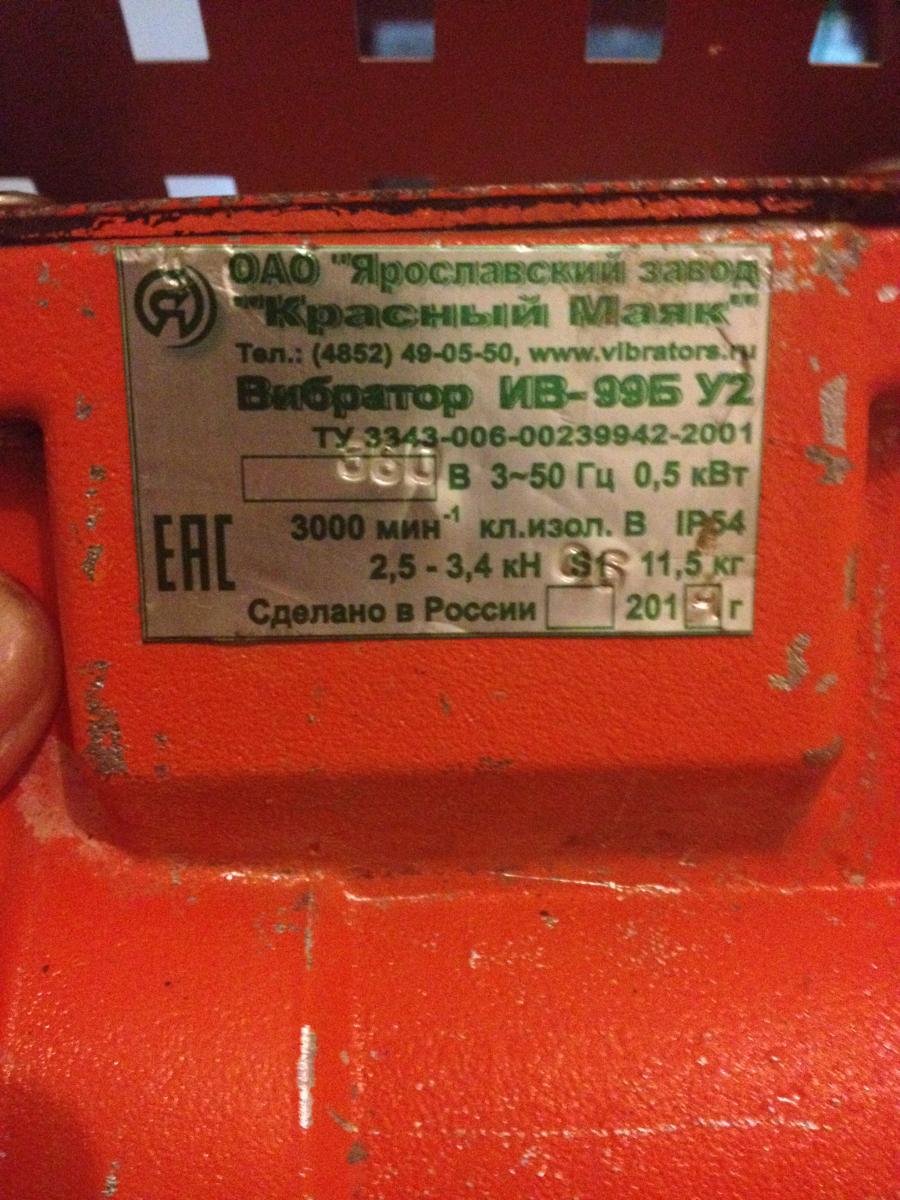 ОАО "Ярославский завод
"Красный Маяк"
Тел.: (4852) 49-05-50, www.vibrators.ru
Вибратор ИВ-99Б У2
ТУ 3343-006-00239942-2001
380 В 3~50 Гц 0,5 кВт
3000 мин-1 кл.изол. В IP54
ЕАС 2,5 - 3,4 кН S1 11,5 кг
Сделано в России 201 г